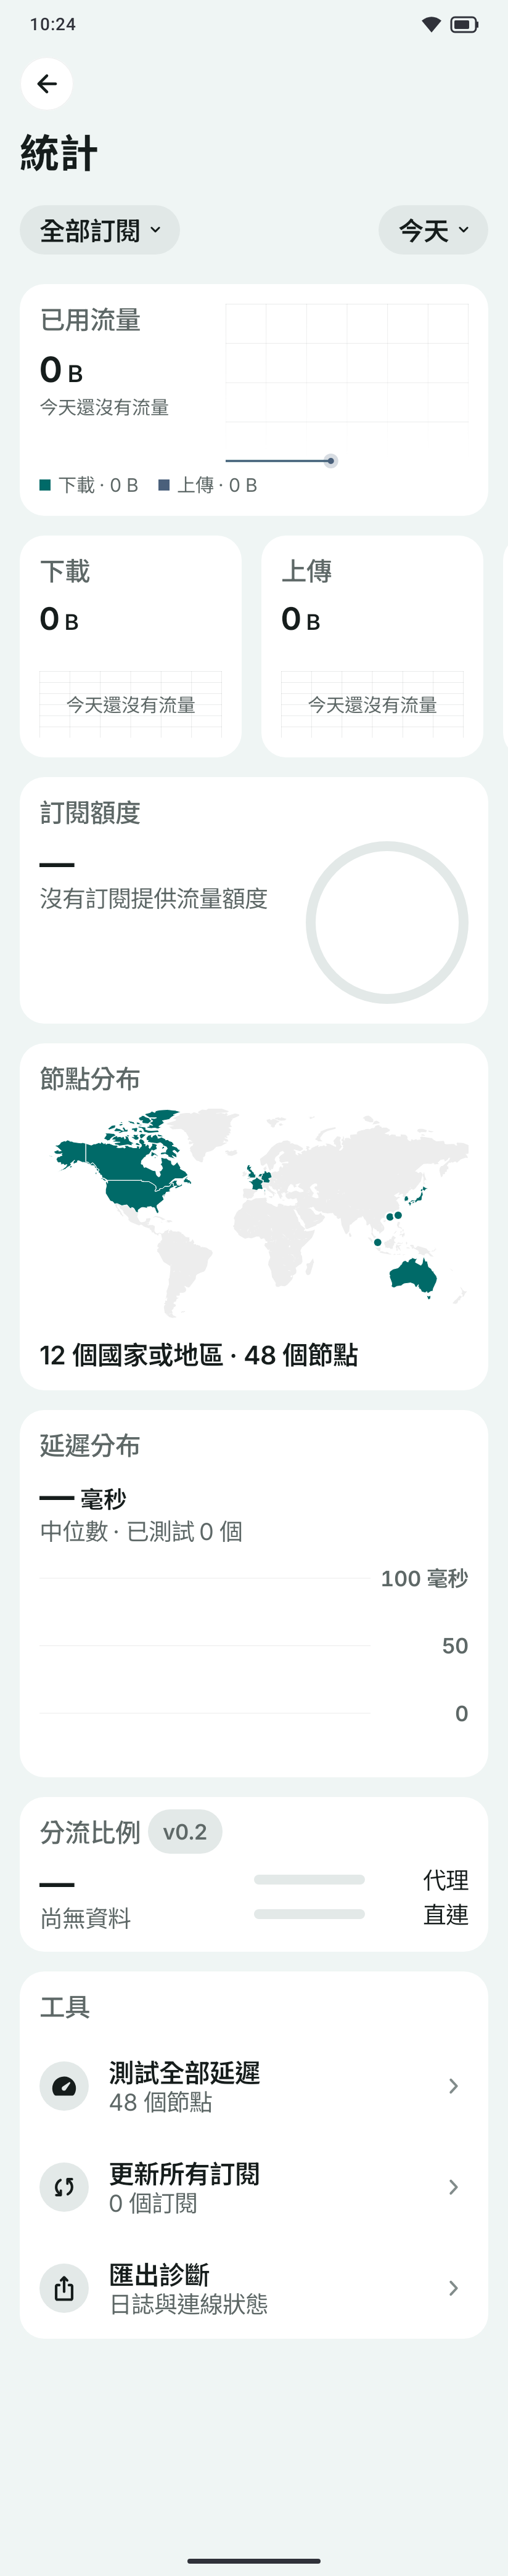 10:24
統計
全部訂閱
今天
已用流量
0 B
今天還沒有流量
下載 · 0 B
上傳 · 0 B
下載
0 B
今天還沒有流量
上傳
0 B
今天還沒有流量
訂閱額度
—
沒有訂閱提供流量額度
節點分布
12 個國家或地區 · 48 個節點
延遲分布
— 毫秒
中位數 · 已測試 0 個
100 毫秒
50
0
分流比例 v0.2
—
尚無資料
代理
直連
工具
測試全部延遲
48 個節點
更新所有訂閱
0 個訂閱
匯出診斷
日誌與連線狀態